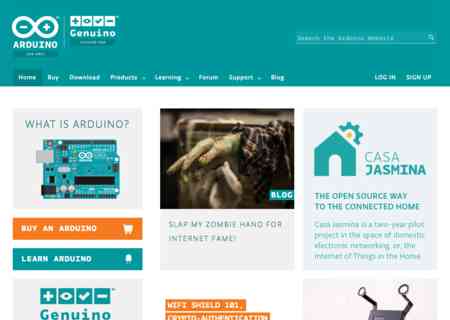 ARDUINO
Genuino
Search the Arduino Website
Home Buy Download Products Learning Forum Support Blog LOG IN SIGN UP
WHAT IS ARDUINO?
BUY AN ARDUINO
LEARN ARDUINO
Genuino
BLOG
SLAP MY ZOMBIE HAND FOR
INTERNET FAME!
WIFI SHIELD 101,
CRYPTO-AUTHENTICATION
CASA
JASMINA
THE OPEN SOURCE WAY
TO THE CONNECTED HOME
Casa Jasmina is a two-year pilot
project in the space of domestic
electronic networking, or, the
Internet of Things in the Home